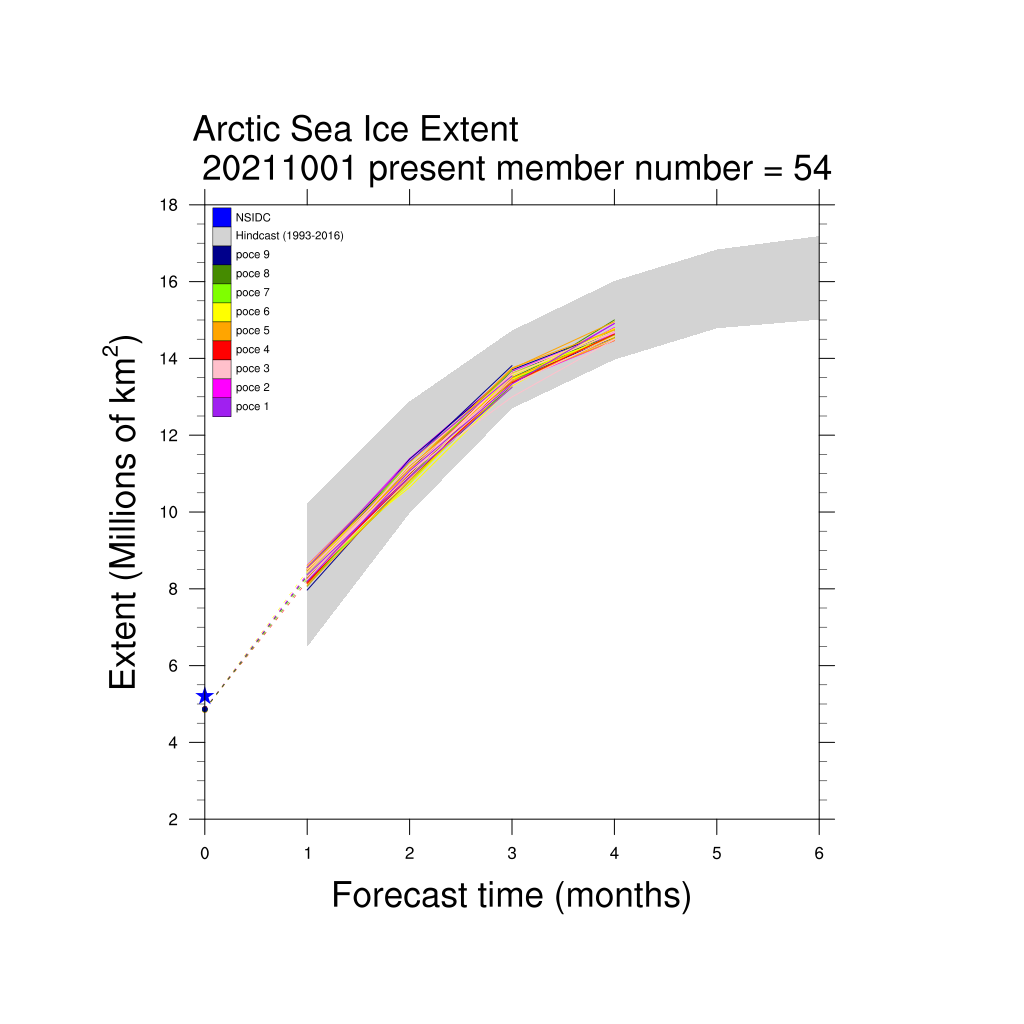 Arctic Sea Ice Extent
20211001 present member number = 54
18
16
14
12
10
8
6
4
2
NSIDC
Hindcast (1993-2016)
poce 9
poce 8
poce 7
poce 6
poce 5
poce 4
poce 3
poce 2
poce 1
Extent (Millions of km²)
0 1 2 3 4 5 6
Forecast time (months)